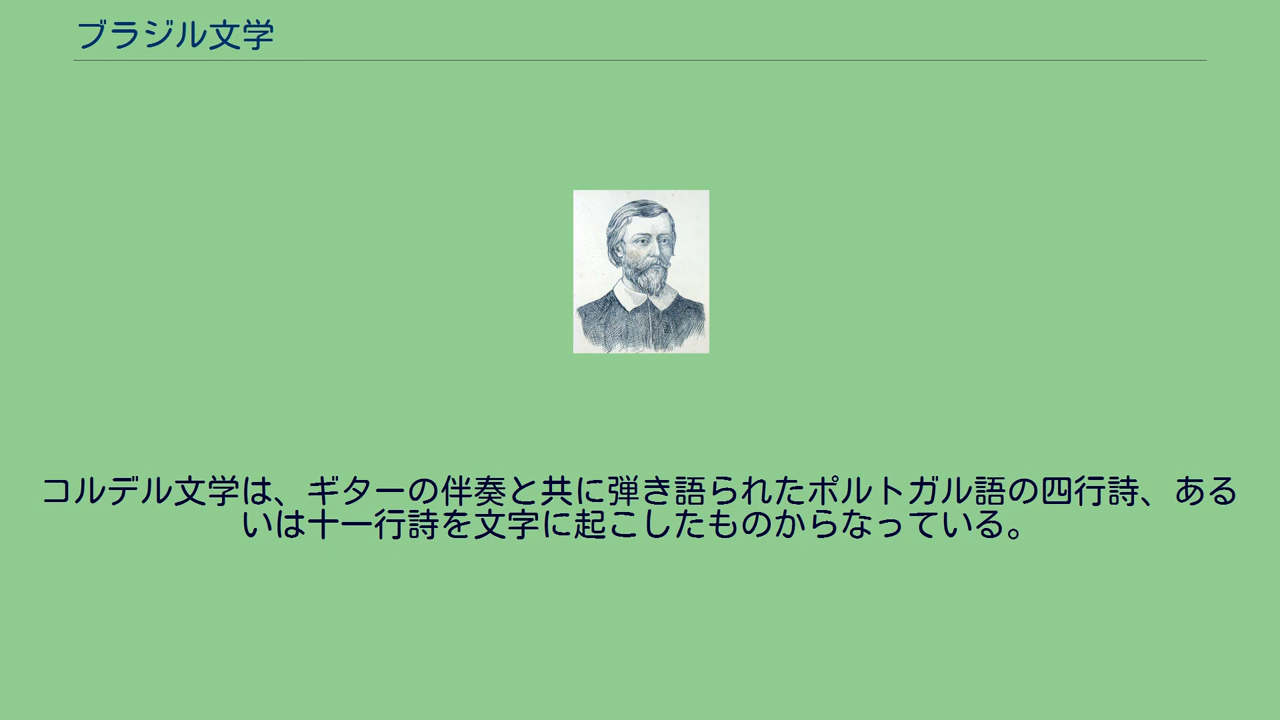 ブラジル文学
コルデル文学は、ギターの伴奏と共に弾き語られたポルトガル語の四行詩、ある
いは十一行詩を文字に起こしたものからなっている。